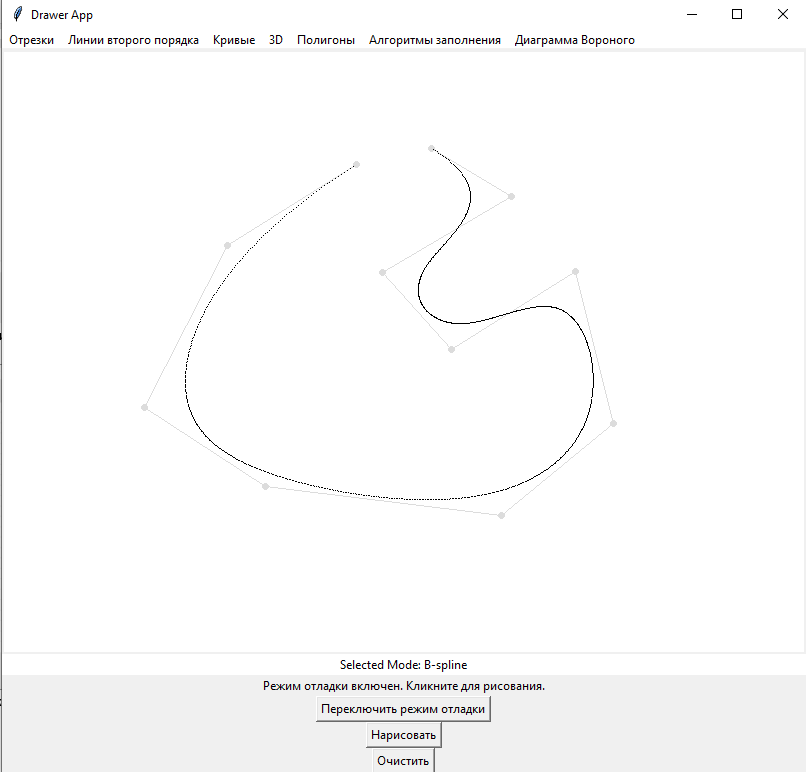 Drawer App
Отрезки Линии второго порядка Кривые 3D Полигоны Алгоритмы заполнения Диаграмма Вороного
Selected Mode: B-spline
Режим отладки включен. Кликните для рисования.
Переключить режим отладки
Нарисовать
Очистить